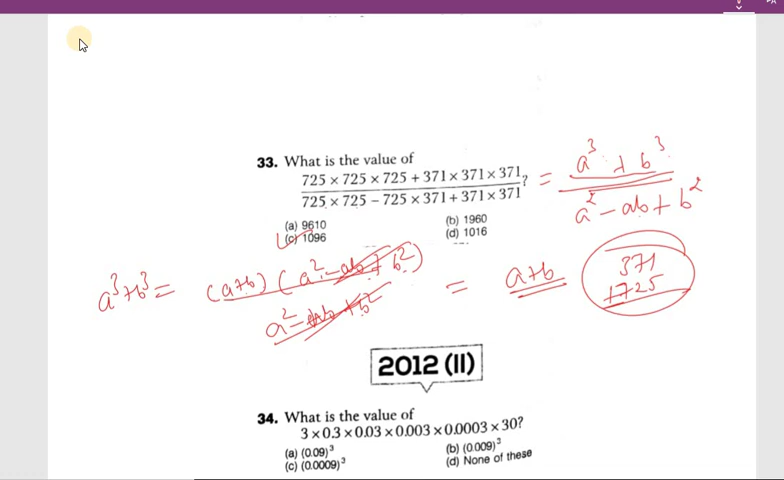 33. What is the value of
725 × 725 × 725 + 371 × 371 × 371
725 × 725 − 725 × 371 + 371 × 371 ?
= a³ + b³
a² − ab + b²
(a) 9610 (b) 1960
(c) 1096 (d) 1016
a³+b³ = (a+b) (a² − ab + b²)
a² − ab + b²
= a+b
371
+725
2012 (II)
34. What is the value of
3 × 0.3 × 0.03 × 0.003 × 0.0003 × 30?
(a) (0.09)³ (b) (0.009)³
(c) (0.0009)³ (d) None of these